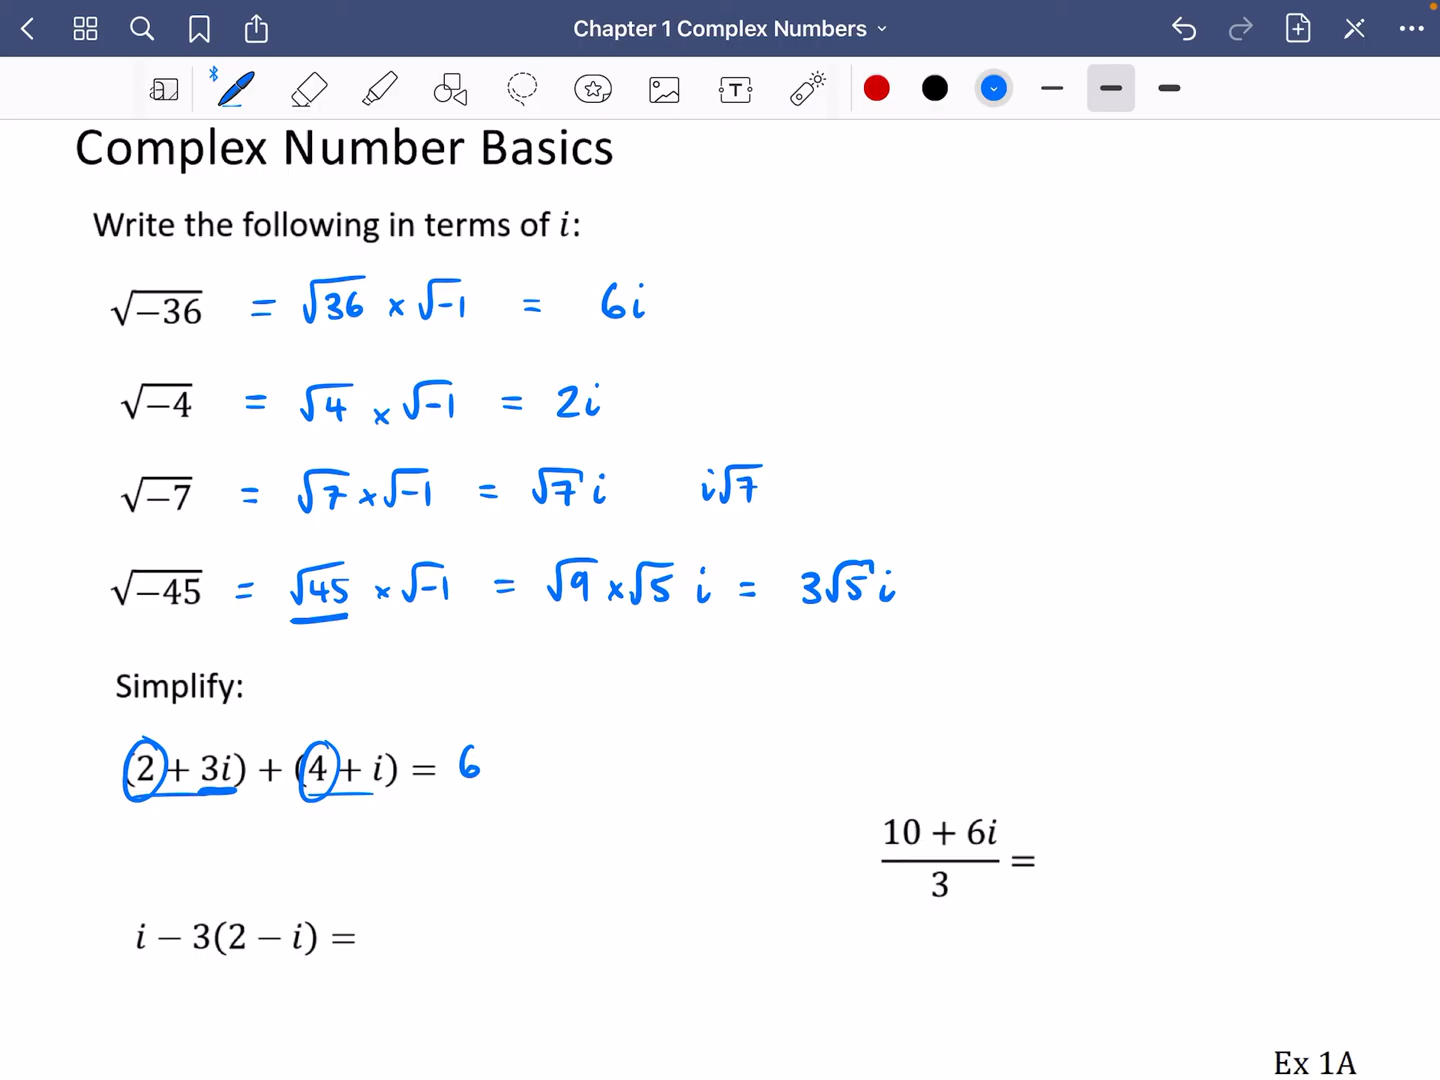 Chapter 1 Complex Numbers
Complex Number Basics
Write the following in terms of i:
√−36 = √36 × √−1 = 6i
√−4 = √4 × √−1 = 2i
√−7 = √7 × √−1 = √7 i i√7
√−45 = √45 × √−1 = √9 × √5 i = 3√5 i
Simplify:
(2 + 3i) + (4 + i) = 6
10 + 6i
3
=
i − 3(2 − i) =
Ex 1A